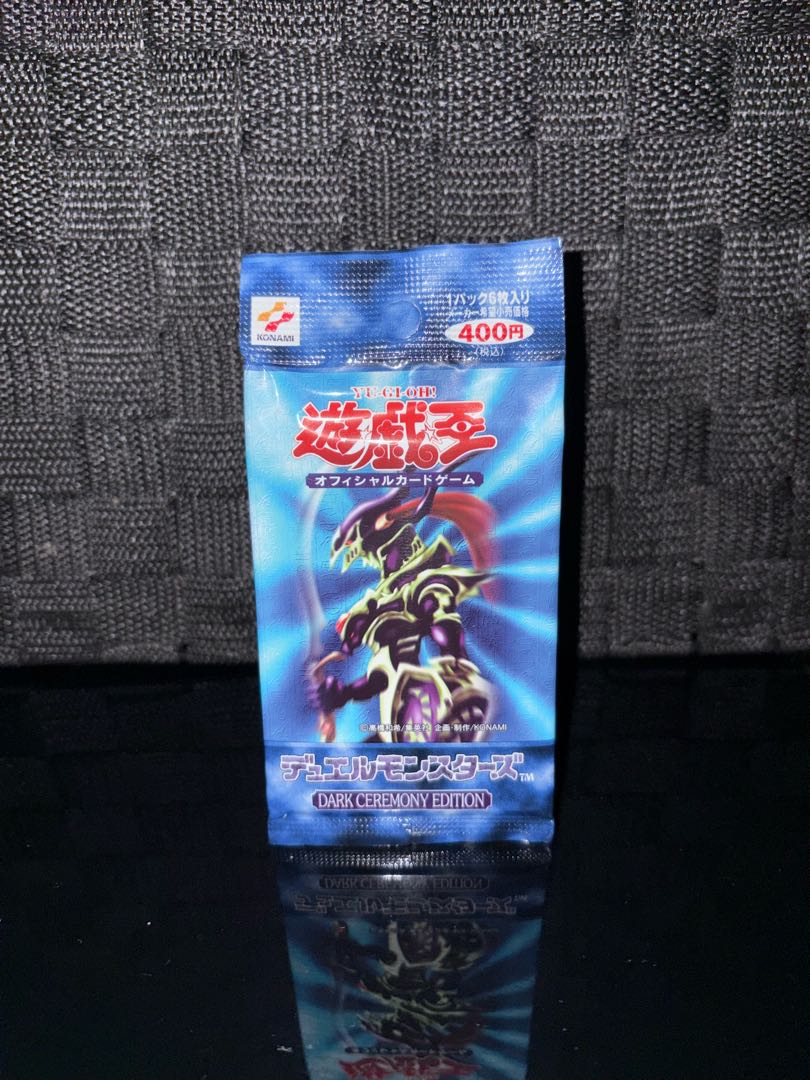 KONAMI
1パック6枚入り
メーカー希望小売価格
400円
(税込)
YU-GI-OH!
遊☆戯☆王
オフィシャルカードゲーム
©高橋和希/集英社 企画・制作/KONAMI
デュエルモンスターズ™
DARK CEREMONY EDITION